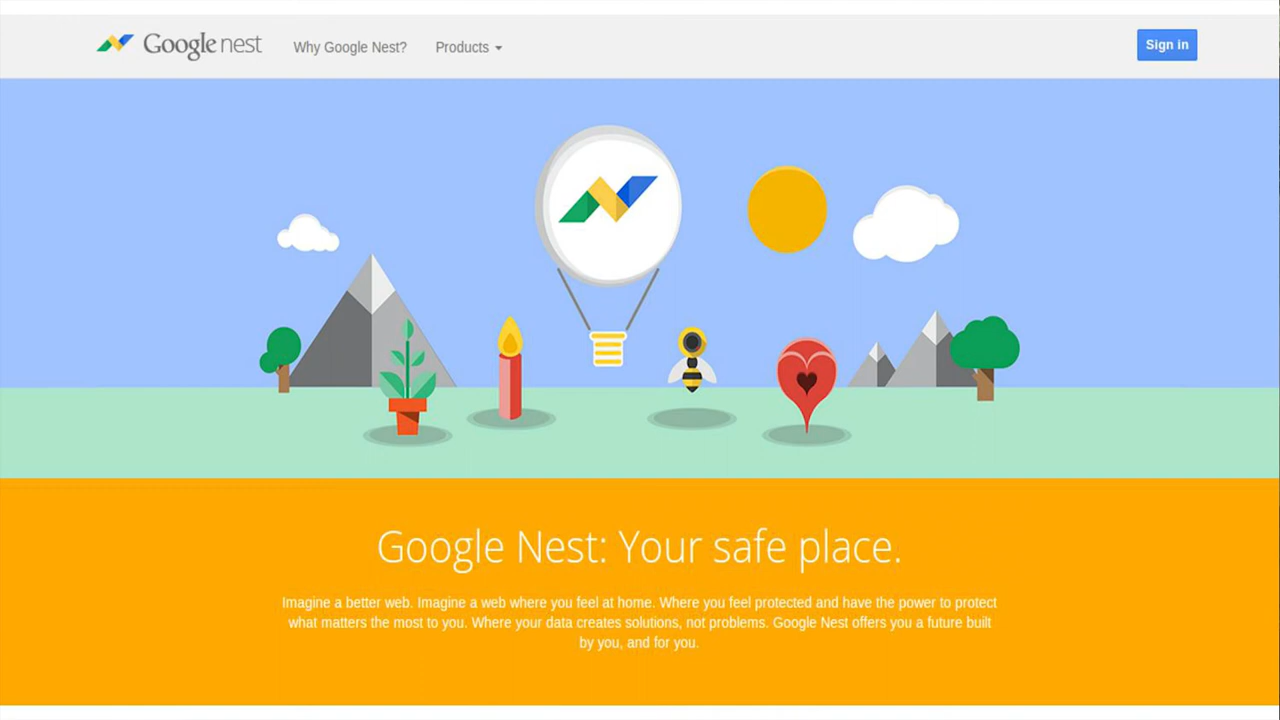 Google nest Why Google Nest? Products Sign in
Google Nest: Your safe place.
Imagine a better web. Imagine a web where you feel at home. Where you feel protected and have the power to protect
what matters the most to you. Where your data creates solutions, not problems. Google Nest offers you a future built
by you, and for you.